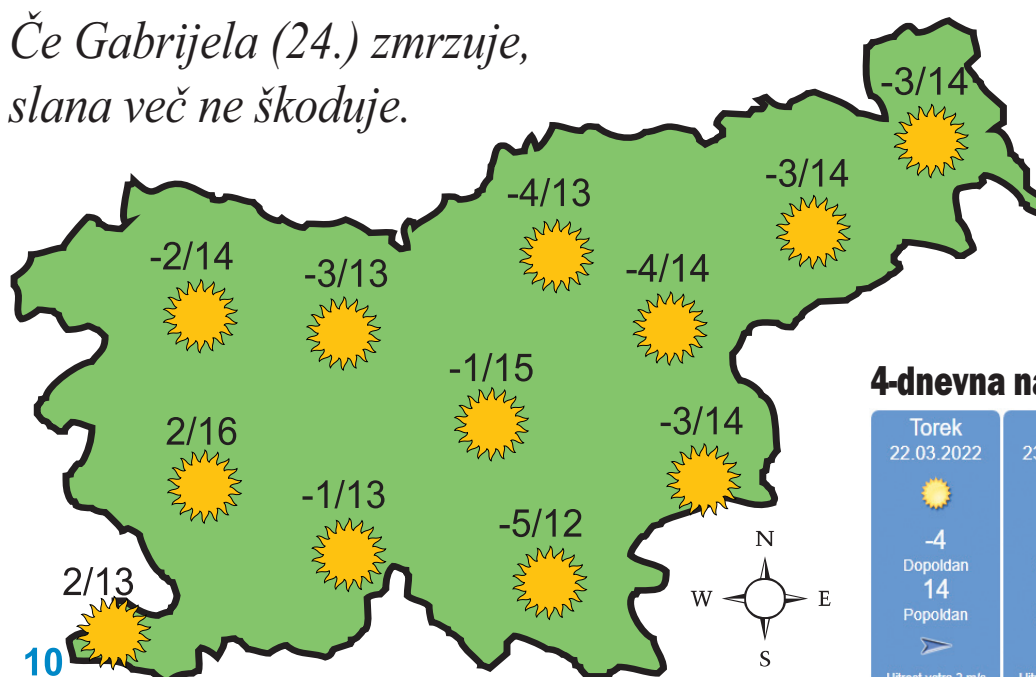 Če Gabrijela (24.) zmrzuje,
slana več ne škoduje.
-3/14
-3/14
-4/13
-2/14
-3/13
-4/14
-1/15
2/16
-3/14
-1/13
-5/12
2/13
10
N
W
E
S
4-dnevna
Torek
22.03.2022
-4
Dopoldan
14
Popoldan